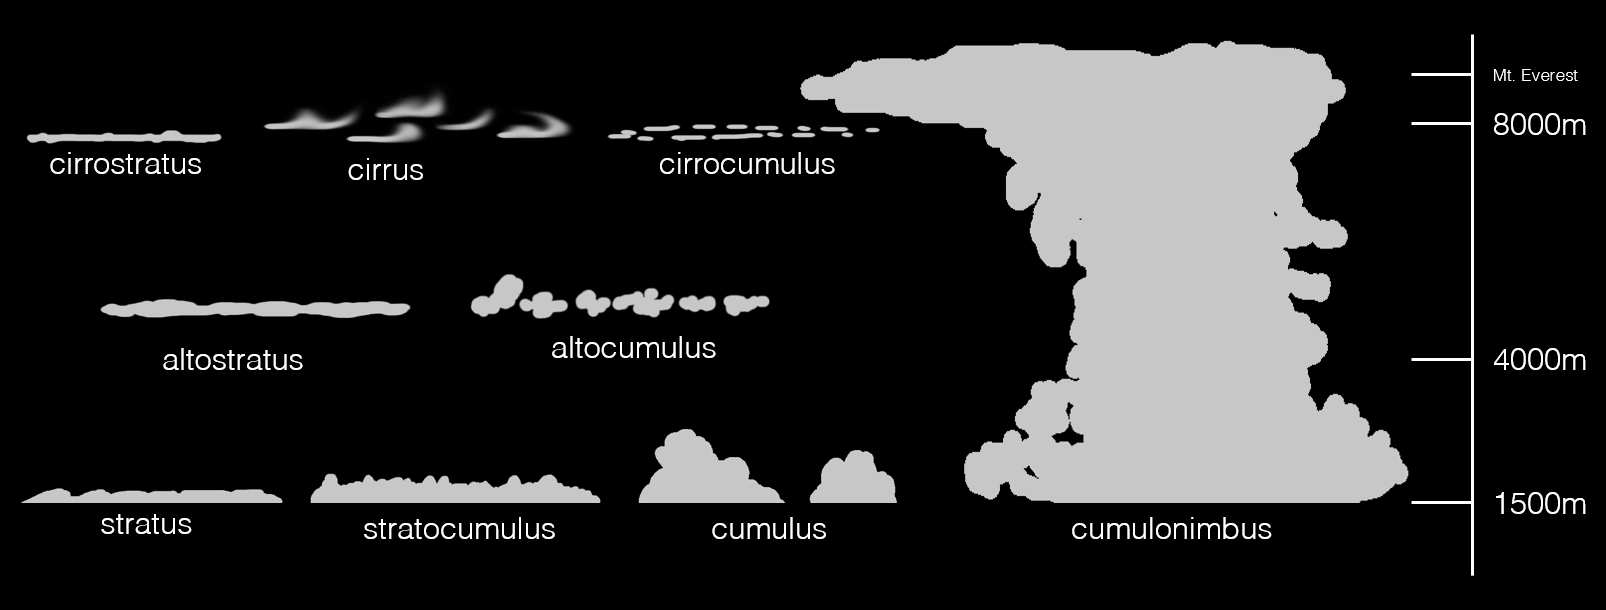 Mt. Everest
8000m
cirrostratus
cirrus
cirrocumulus
altostratus
altocumulus
4000m
1500m
stratus
stratocumulus
cumulus
cumulonimbus